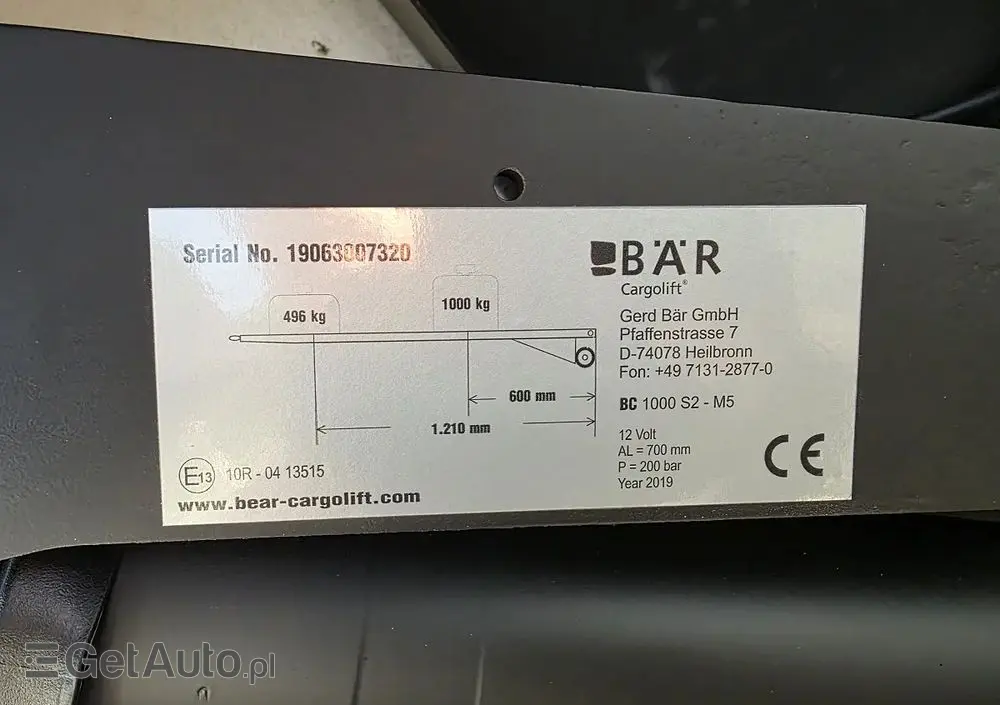 Serial No. 19063807320
496 kg
1000 kg
600 mm
1.210 mm
E13 10R - 04 13515
www.bear-cargolift.com
BÄR
Cargolift®
Gerd Bär GmbH
Pfaffenstrasse 7
D-74078 Heilbronn
Fon: +49 7131-2877-0
BC 1000 S2 - M5
12 Volt
AL = 700 mm
P = 200 bar
Year 2019
CE
GetAuto.pl